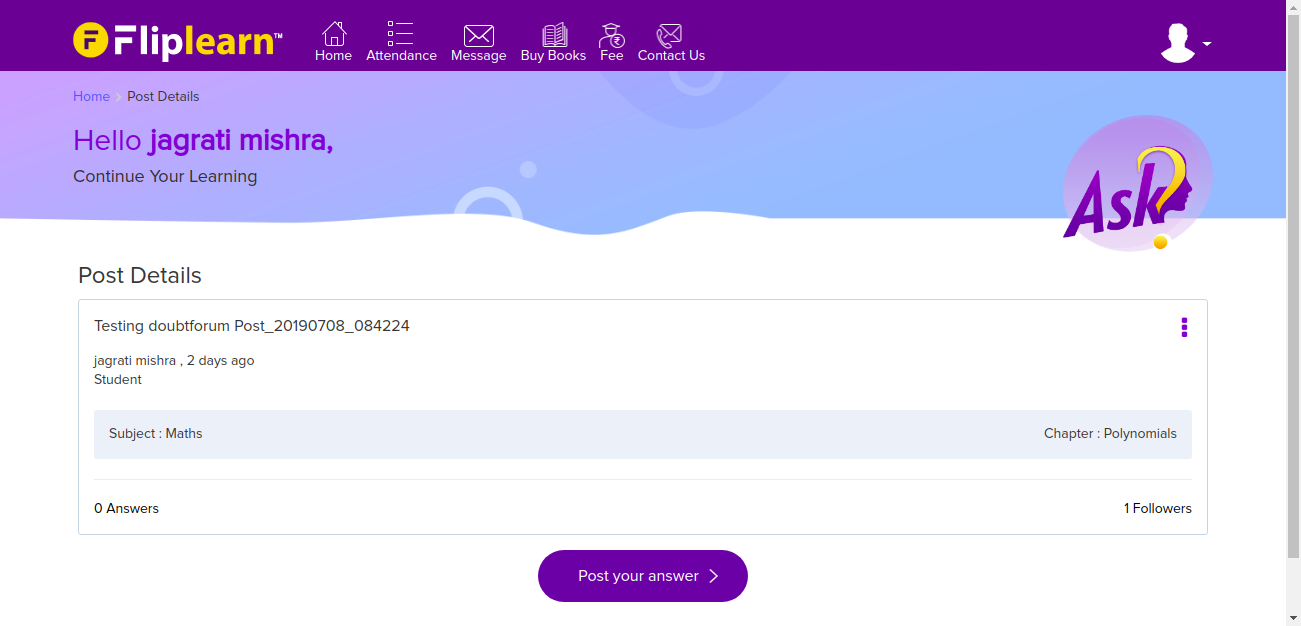 Fliplearn™
Home Attendance Message Buy Books Fee Contact Us
Home > Post Details
Hello jagrati mishra,
Continue Your Learning
Ask?
Post Details
Testing doubtforum Post_20190708_084224
jagrati mishra , 2 days ago
Student
Subject : Maths Chapter : Polynomials
0 Answers 1 Followers
Post your answer